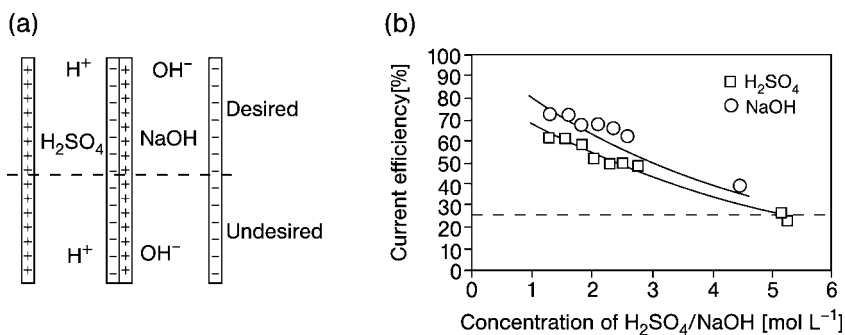 (a)
H⁺ OH⁻
Desired
H₂SO₄ NaOH
Undesired
H⁺ OH⁻
(b)
Current efficiency[%]
100
90
80
70
60
50
40
30
20
10
0
H₂SO₄
NaOH
0 1 2 3 4 5 6
Concentration of H₂SO₄/NaOH [mol L⁻¹]